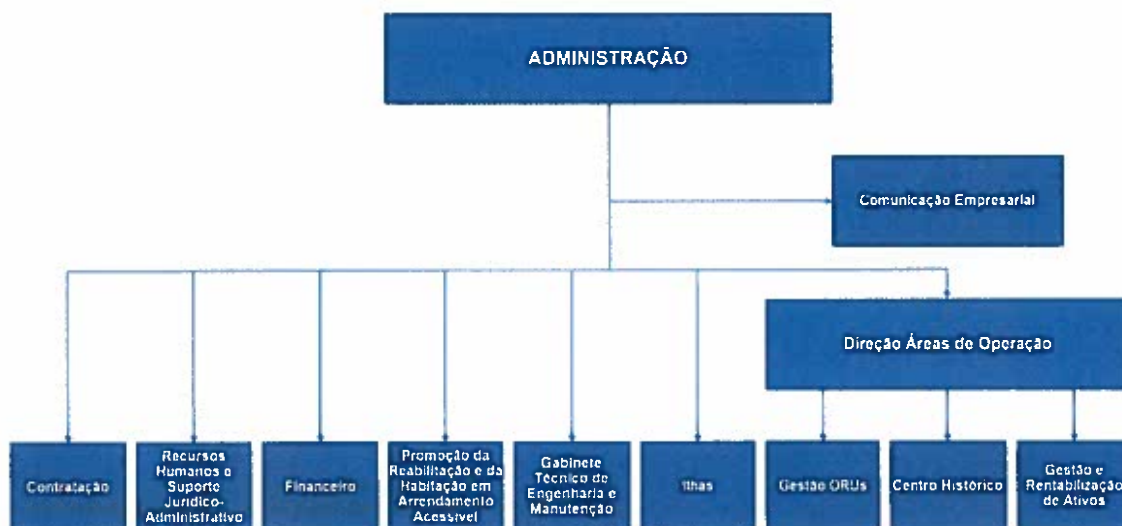 ADMINISTRAÇÃO
Comunicação Empresarial
Direção Áreas de Operação
Contratação
Recursos
Humanos e
Suporte
Jurídico-
Administrativo
Financeiro
Promoção da
Reabilitação e da
Habitação em
Arrendamento
Acessível
Gabinete
Técnico de
Engenharia e
Manutenção
Ilhas
Gestão ORUs
Centro Histórico
Gestão e
Rentabilização
de Ativos